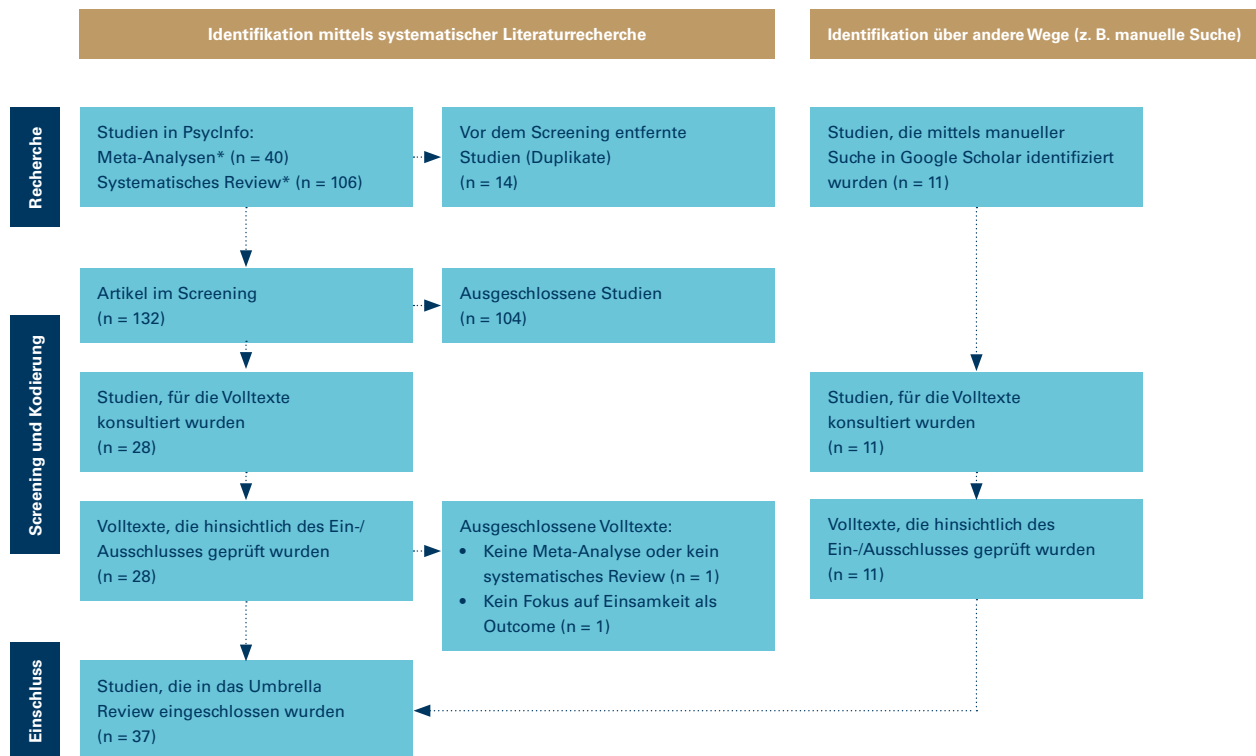 Identifikation mittels systematischer Literaturrecherche
Identifikation über andere Wege (z. B. manuelle Suche)
Recherche
Studien in PsycInfo:
Meta-Analysen* (n = 40)
Systematisches Review* (n = 106)
Vor dem Screening entfernte
Studien (Duplikate)
(n = 14)
Studien, die mittels manueller
Suche in Google Scholar identifiziert
wurden (n = 11)
Screening und Kodierung
Artikel im Screening
(n = 132)
Ausgeschlossene Studien
(n = 104)
Studien, für die Volltexte
konsultiert wurden
(n = 28)
Studien, für die Volltexte
konsultiert wurden
(n = 11)
Volltexte, die hinsichtlich des Ein-/
Ausschlusses geprüft wurden
(n = 28)
Ausgeschlossene Volltexte:
• Keine Meta-Analyse oder kein
systematisches Review (n = 1)
• Kein Fokus auf Einsamkeit als
Outcome (n = 1)
Volltexte, die hinsichtlich des
Ein-/Ausschlusses geprüft wurden
(n = 11)
Einschluss
Studien, die in das Umbrella
Review eingeschlossen wurden
(n = 37)